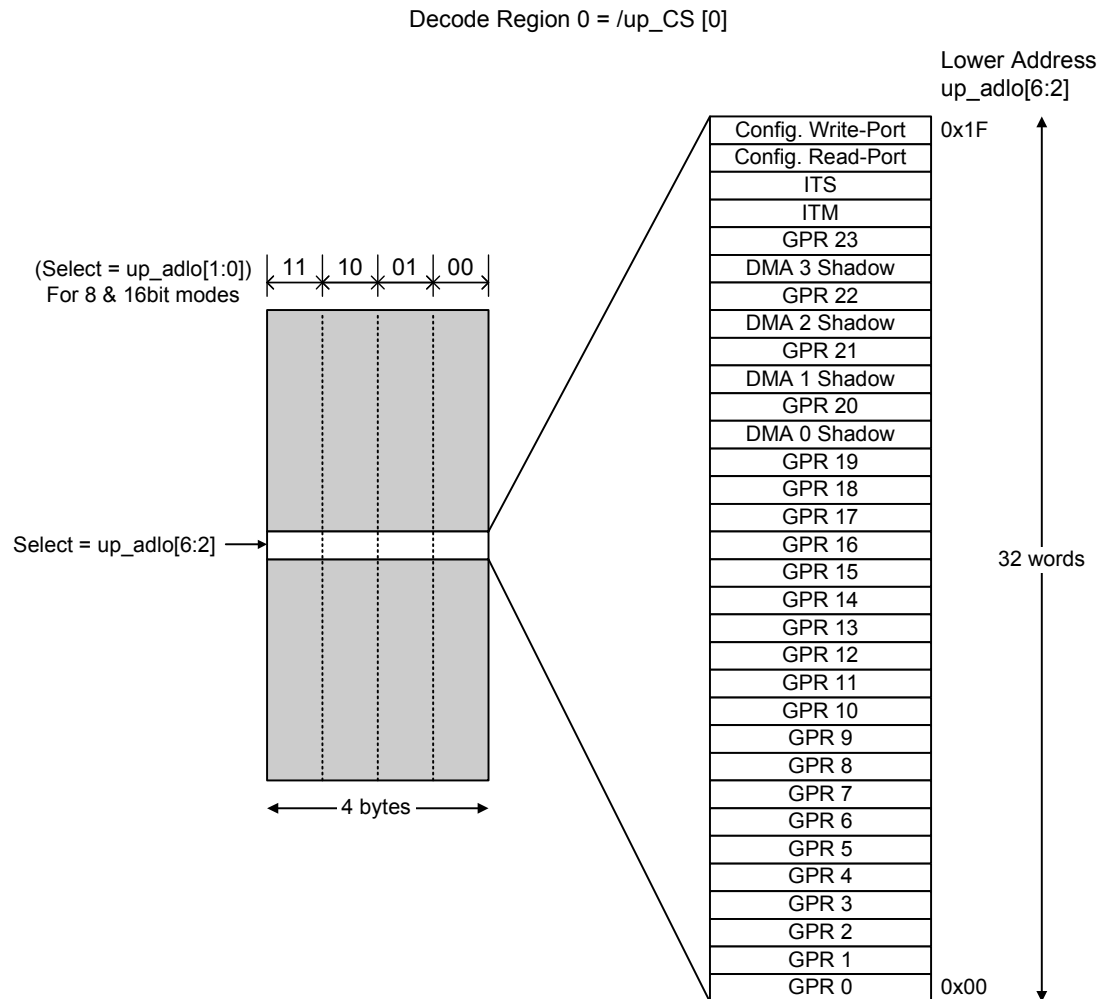 Decode Region 0 = /up_CS [0]
Lower Address
up_adlo[6:2]
(Select = up_adlo[1:0])
For 8 & 16bit modes
11 10 01 00
Select = up_adlo[6:2]
4 bytes
Config. Write-Port 0x1F
Config. Read-Port
ITS
ITM
GPR 23
DMA 3 Shadow
GPR 22
DMA 2 Shadow
GPR 21
DMA 1 Shadow
GPR 20
DMA 0 Shadow
GPR 19
GPR 18
GPR 17
GPR 16
GPR 15
GPR 14
GPR 13
GPR 12
GPR 11
GPR 10
GPR 9
GPR 8
GPR 7
GPR 6
GPR 5
GPR 4
GPR 3
GPR 2
GPR 1
GPR 0 0x00
32 words